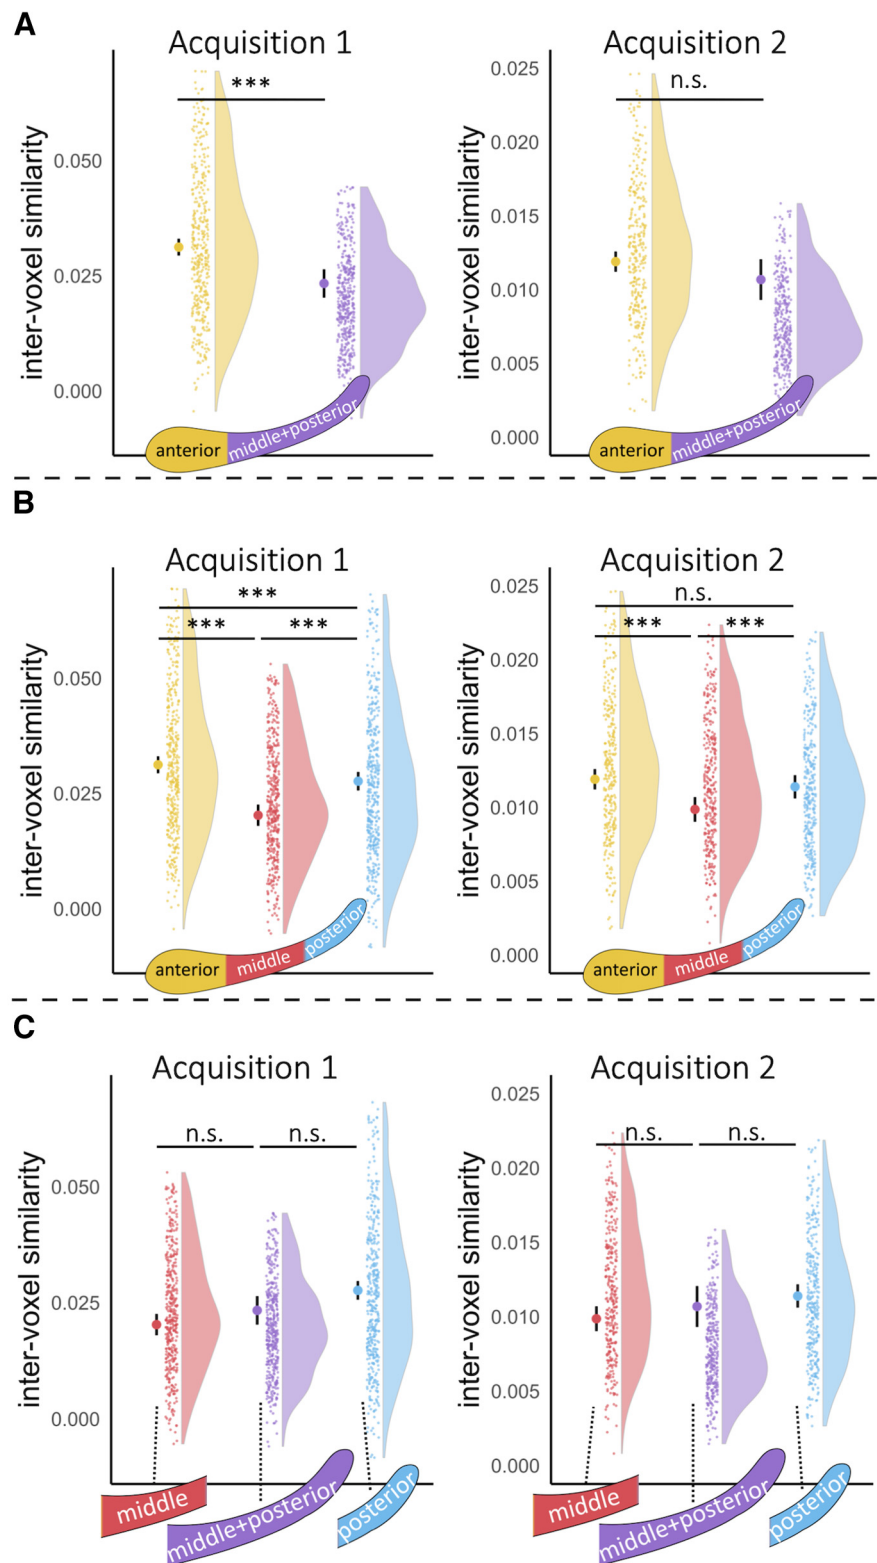 A
Acquisition 1
Acquisition 2
inter-voxel similarity
0.050
0.025
0.000
***
anterior
middle+posterior
inter-voxel similarity
0.025
0.020
0.015
0.010
0.005
0.000
n.s.
anterior
middle+posterior
B
Acquisition 1
Acquisition 2
inter-voxel similarity
0.050
0.025
0.000
***
*** ***
anterior
middle
posterior
inter-voxel similarity
0.025
0.020
0.015
0.010
0.005
0.000
n.s.
*** ***
anterior
middle
posterior
C
Acquisition 1
Acquisition 2
inter-voxel similarity
0.050
0.025
0.000
n.s. n.s.
middle
middle+posterior
posterior
inter-voxel similarity
0.025
0.020
0.015
0.010
0.005
0.000
n.s. n.s.
middle
middle+posterior
posterior